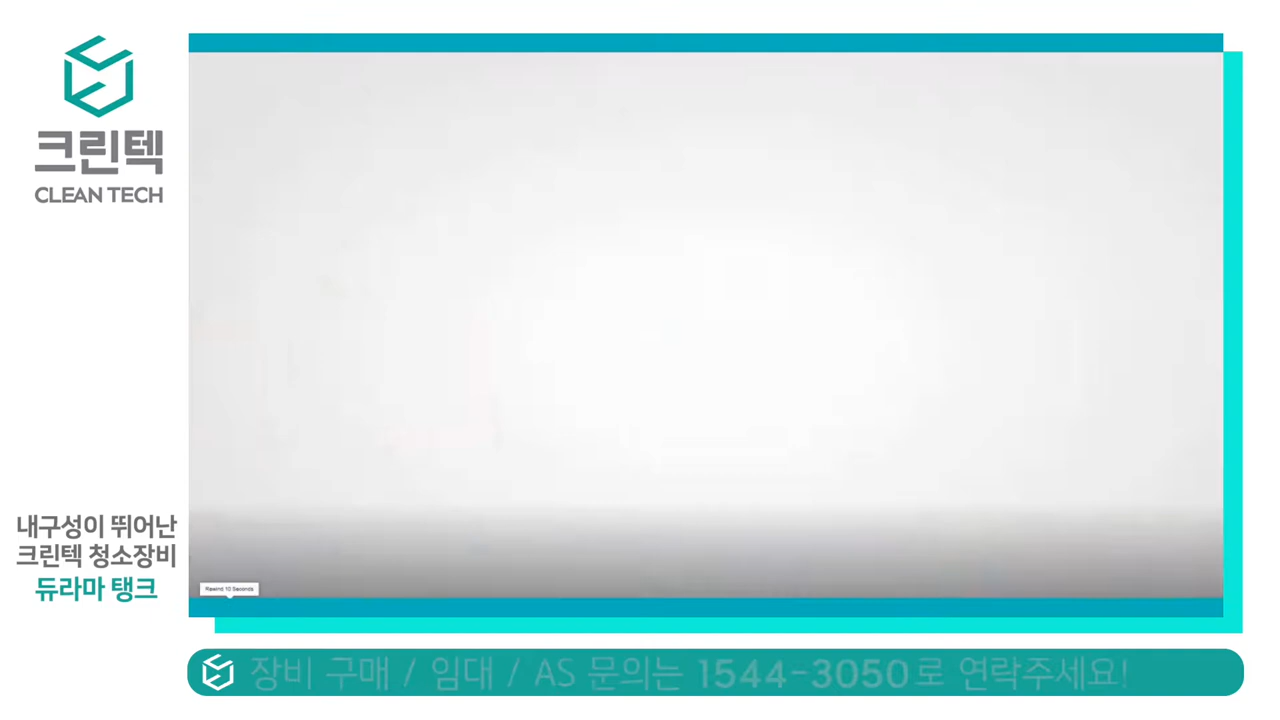 크린텍
CLEAN TECH
내구성이 뛰어난
크린텍 청소장비
듀라마 탱크
Rewind 10 Seconds
장비 구매 / 임대 / AS 문의는 1544-3050로 연락주세요!